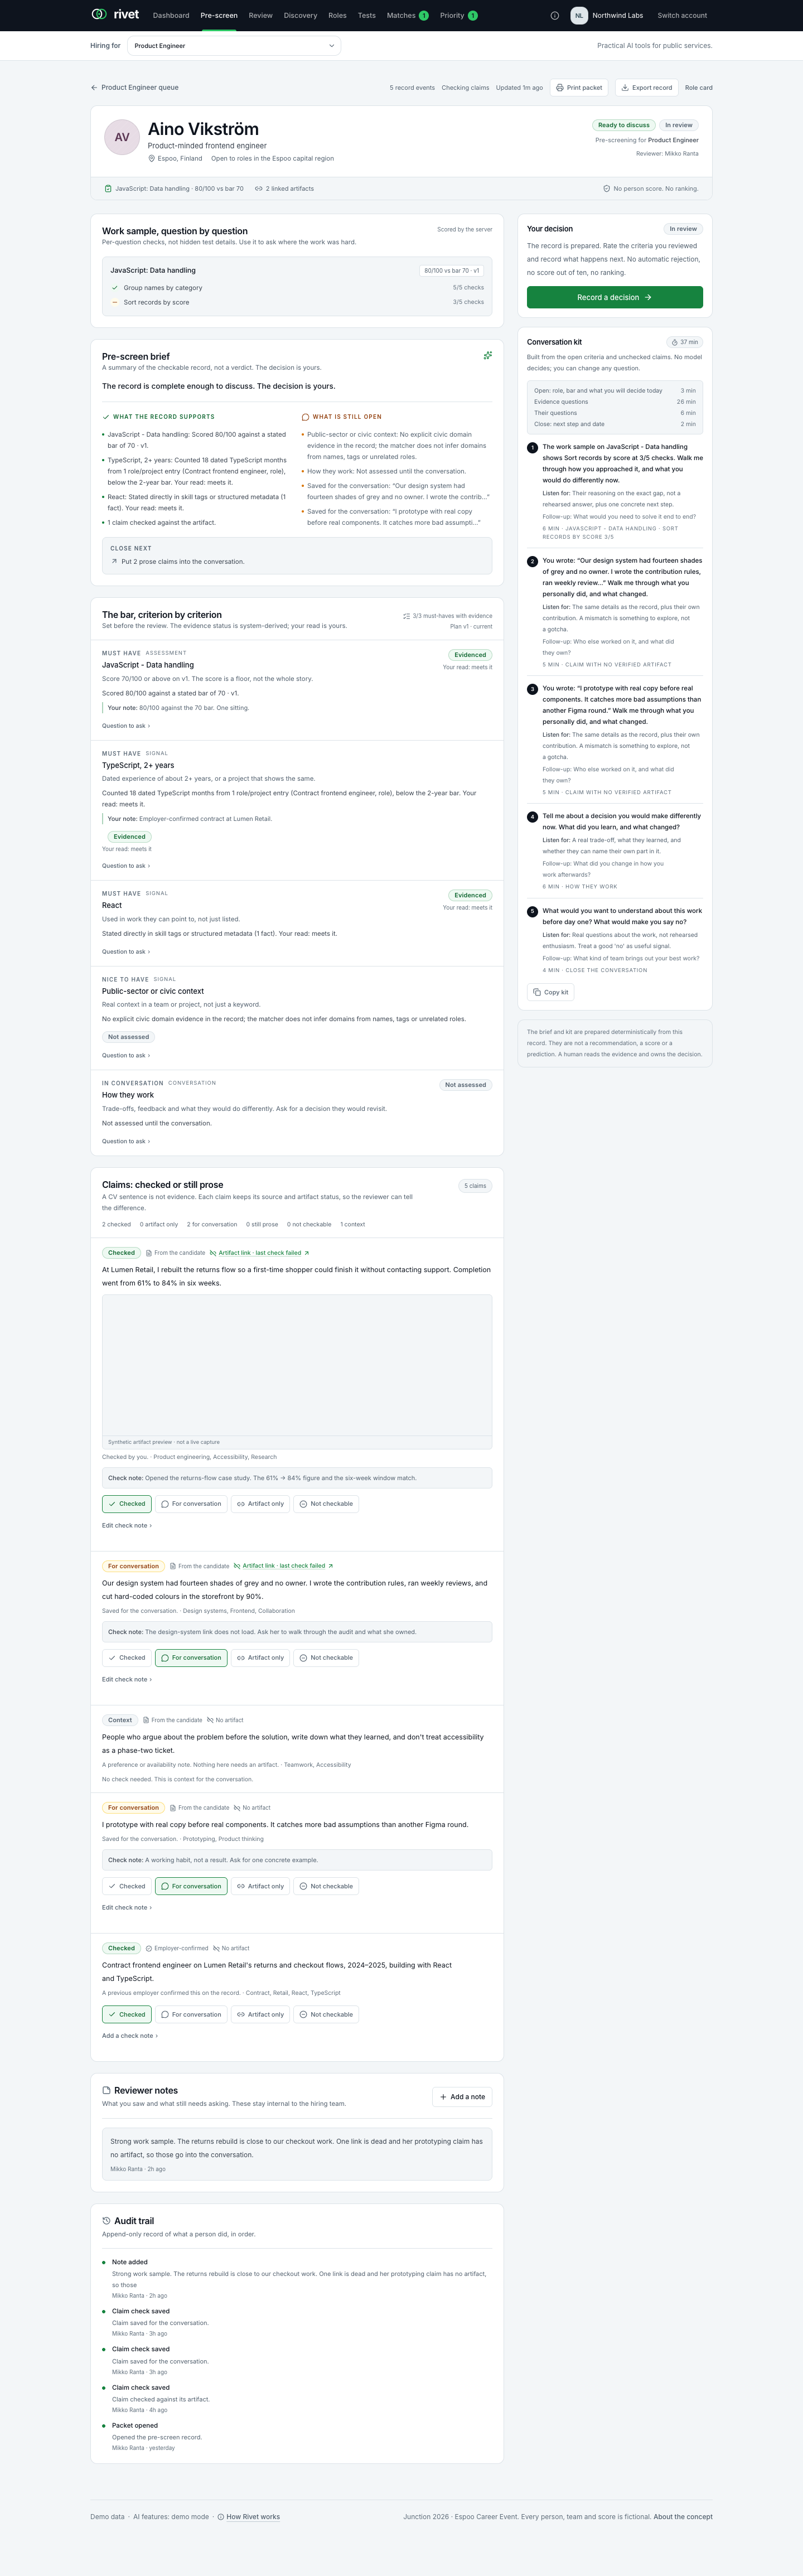 rivet
Dashboard
Pre-screen
Review
Discovery
Roles
Tests
Matches 1
Priority 1
NL
Northwind Labs
Switch account
Hiring for
Product Engineer
Practical AI tools for public services.
Product Engineer queue
5 record events
Checking claims
Updated 1m ago
Print packet
Export record
Role card
AV
Aino Vikström
Product-minded frontend engineer
Espoo, Finland
Open to roles in the Espoo capital region
Ready to discuss
In review
Pre-screening for Product Engineer
Reviewer: Mikko Ranta
JavaScript: Data handling · 80/100 vs bar 70
2 linked artifacts
No person score. No ranking.
Work sample, question by question
Scored by the server
Per-question checks, not hidden test details. Use it to ask where the work was hard.
JavaScript: Data handling
80/100 vs bar 70 · v1
Group names by category
5/5 checks
Sort records by score
3/5 checks
Pre-screen brief
A summary of the checkable record, not a verdict. The decision is yours.
The record is complete enough to discuss. The decision is yours.
WHAT THE RECORD SUPPORTS
JavaScript - Data handling: Scored 80/100 against a stated
bar of 70 · v1.
TypeScript, 2+ years: Counted 18 dated TypeScript months
from 1 role/project entry (Contract frontend engineer, role),
below the 2-year bar. Your read: meets it.
React: Stated directly in skill tags or structured metadata (1
fact). Your read: meets it.
1 claim checked against the artifact.
WHAT IS STILL OPEN
Public-sector or civic context: No explicit civic domain
evidence in the record; the matcher does not infer domains
from names, tags or unrelated roles.
How they work: Not assessed until the conversation.
Saved for the conversation: "Our design system had
fourteen shades of grey and no owner. I wrote the contrib..."
Saved for the conversation: "I prototype with real copy
before real components. It catches more bad assumpti..."
CLOSE NEXT
Put 2 prose claims into the conversation.
The bar, criterion by criterion
Set before the review. The evidence status is system-derived; your read is yours.
3/3 must-haves with evidence
Plan v1 · current
MUST HAVE ASSESSMENT
JavaScript - Data handling
Evidenced
Your read: meets it
Score 70/100 or above on v1. The score is a floor, not the whole story.
Scored 80/100 against a stated bar of 70 · v1.
Your note: 80/100 against the 70 bar. One sitting.
Question to ask ›
MUST HAVE SIGNAL
TypeScript, 2+ years
Dated experience of about 2+ years, or a project that shows the same.
Counted 18 dated TypeScript months from 1 role/project entry (Contract frontend engineer, role), below the 2-year bar. Your
read: meets it.
Your note: Employer-confirmed contract at Lumen Retail.
Evidenced
Your read: meets it
Question to ask ›
MUST HAVE SIGNAL
React
Evidenced
Your read: meets it
Used in work they can point to, not just listed.
Stated directly in skill tags or structured metadata (1 fact). Your read: meets it.
Question to ask ›
NICE TO HAVE SIGNAL
Public-sector or civic context
Real context in a team or project, not just a keyword.
No explicit civic domain evidence in the record; the matcher does not infer domains from names, tags or unrelated roles.
Not assessed
Question to ask ›
IN CONVERSATION CONVERSATION
How they work
Not assessed
Trade-offs, feedback and what they would do differently. Ask for a decision they would revisit.
Not assessed until the conversation.
Question to ask ›
Claims: checked or still prose
5 claims
A CV sentence is not evidence. Each claim keeps its source and artifact status, so the reviewer can tell
the difference.
2 checked
0 artifact only
2 for conversation
0 still prose
0 not checkable
1 context
Checked
From the candidate
Artifact link · last check failed
At Lumen Retail, I rebuilt the returns flow so a first-time shopper could finish it without contacting support. Completion
went from 61% to 84% in six weeks.
Synthetic artifact preview · not a live capture
Checked by you. · Product engineering, Accessibility, Research
Check note: Opened the returns-flow case study. The 61% → 84% figure and the six-week window match.
Checked
For conversation
Artifact only
Not checkable
Edit check note ›
For conversation
From the candidate
Artifact link · last check failed
Our design system had fourteen shades of grey and no owner. I wrote the contribution rules, ran weekly reviews, and
cut hard-coded colours in the storefront by 90%.
Saved for the conversation. · Design systems, Frontend, Collaboration
Check note: The design-system link does not load. Ask her to walk through the audit and what she owned.
Checked
For conversation
Artifact only
Not checkable
Edit check note ›
Context
From the candidate
No artifact
People who argue about the problem before the solution, write down what they learned, and don't treat accessibility
as a phase-two ticket.
A preference or availability note. Nothing here needs an artifact. · Teamwork, Accessibility
No check needed. This is context for the conversation.
For conversation
From the candidate
No artifact
I prototype with real copy before real components. It catches more bad assumptions than another Figma round.
Saved for the conversation. · Prototyping, Product thinking
Check note: A working habit, not a result. Ask for one concrete example.
Checked
For conversation
Artifact only
Not checkable
Edit check note ›
Checked
Employer-confirmed
No artifact
Contract frontend engineer on Lumen Retail's returns and checkout flows, 2024–2025, building with React
and TypeScript.
A previous employer confirmed this on the record. · Contract, Retail, React, TypeScript
Checked
For conversation
Artifact only
Not checkable
Add a check note ›
Reviewer notes
What you saw and what still needs asking. These stay internal to the hiring team.
Add a note
Strong work sample. The returns rebuild is close to our checkout work. One link is dead and her prototyping claim has
no artifact, so those go into the conversation.
Mikko Ranta · 2h ago
Audit trail
Append-only record of what a person did, in order.
Note added
Strong work sample. The returns rebuild is close to our checkout work. One link is dead and her prototyping claim has no artifact,
so those
Mikko Ranta · 2h ago
Claim check saved
Claim saved for the conversation.
Mikko Ranta · 3h ago
Claim check saved
Claim saved for the conversation.
Mikko Ranta · 3h ago
Claim check saved
Claim checked against its artifact.
Mikko Ranta · 4h ago
Packet opened
Opened the pre-screen record.
Mikko Ranta · yesterday
Your decision
In review
The record is prepared. Rate the criteria you reviewed
and record what happens next. No automatic rejection,
no score out of ten, no ranking.
Record a decision →
Conversation kit
37 min
Built from the open criteria and unchecked claims. No model
decides; you can change any question.
Open: role, bar and what you will decide today 3 min
Evidence questions 26 min
Their questions 6 min
Close: next step and date 2 min
1 The work sample on JavaScript - Data handling
shows Sort records by score at 3/5 checks. Walk me
through how you approached it, and what you
would do differently now.
Listen for: Their reasoning on the exact gap, not a
rehearsed answer, plus one concrete next step.
Follow-up: What would you need to solve it end to end?
6 MIN · JAVASCRIPT - DATA HANDLING · SORT
RECORDS BY SCORE 3/5
2 You wrote: "Our design system had fourteen shades
of grey and no owner. I wrote the contribution rules,
ran weekly review..." Walk me through what you
personally did, and what changed.
Listen for: The same details as the record, plus their own
contribution. A mismatch is something to explore, not
a gotcha.
Follow-up: Who else worked on it, and what did
they own?
5 MIN · CLAIM WITH NO VERIFIED ARTIFACT
3 You wrote: "I prototype with real copy before real
components. It catches more bad assumptions than
another Figma round." Walk me through what you
personally did, and what changed.
Listen for: The same details as the record, plus their own
contribution. A mismatch is something to explore, not
a gotcha.
Follow-up: Who else worked on it, and what did
they own?
5 MIN · CLAIM WITH NO VERIFIED ARTIFACT
4 Tell me about a decision you would make differently
now. What did you learn, and what changed?
Listen for: A real trade-off, what they learned, and
whether they can name their own part in it.
Follow-up: What did you change in how you
work afterwards?
6 MIN · HOW THEY WORK
5 What would you want to understand about this work
before day one? What would make you say no?
Listen for: Real questions about the work, not rehearsed
enthusiasm. Treat a good 'no' as useful signal.
Follow-up: What kind of team brings out your best work?
4 MIN · CLOSE THE CONVERSATION
Copy kit
The brief and kit are prepared deterministically from this
record. They are not a recommendation, a score or a
prediction. A human reads the evidence and owns the decision.
Demo data · AI features: demo mode · How Rivet works
Junction 2026 · Espoo Career Event. Every person, team and score is fictional. About the concept